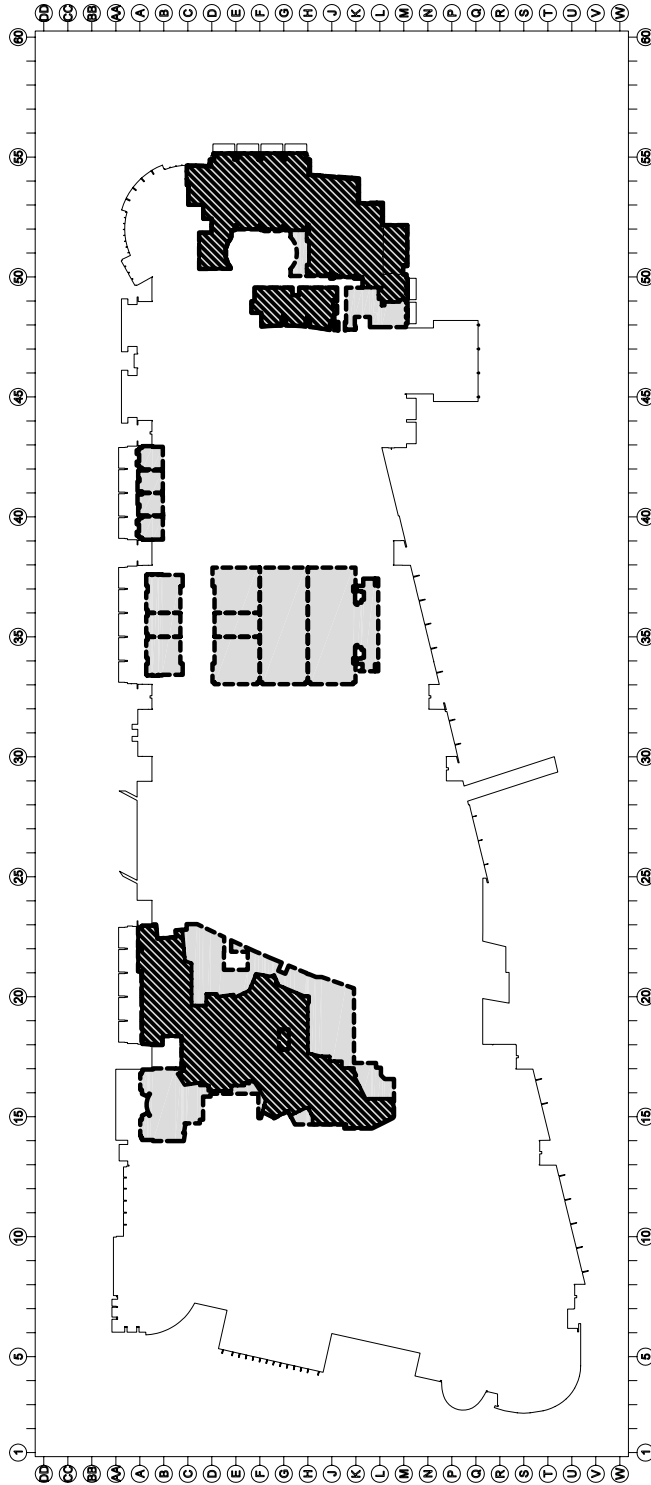 1 5 10 15 20 25 30 35 40 45 50 55 60
DD DD
CC CC
BB BB
AA AA
A A
B B
C C
D D
E E
F F
G G
H H
J J
K K
L L
M M
N N
P P
Q Q
R R
S S
T T
U U
V V
W W
1 5 10 15 20 25 30 35 40 45 50 55 60